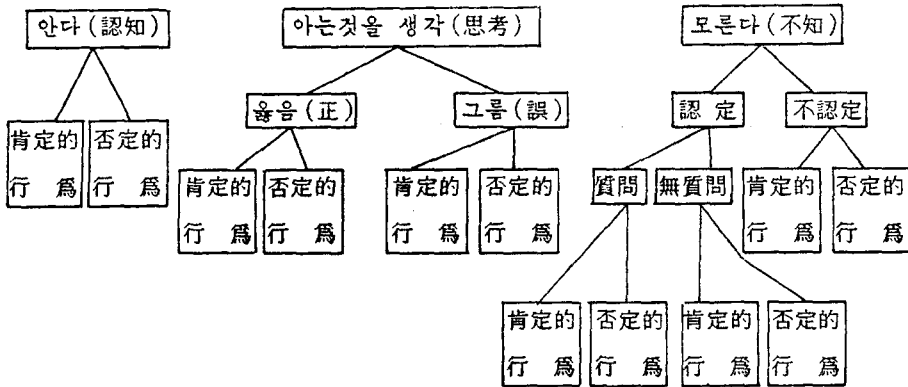 안다(認知) 아는것을 생각(思考) 모른다(不知)
옳음(正) 그름(誤) 認 定 不認定
肯定的 否定的
行 爲 行 爲
肯定的 否定的 肯定的 否定的 質問 無質問 肯定的 否定的
行 爲 行 爲 行 爲 行 爲 行 爲 行 爲
肯定的 否定的 肯定的 否定的
行 爲 行 爲 行 爲 行 爲